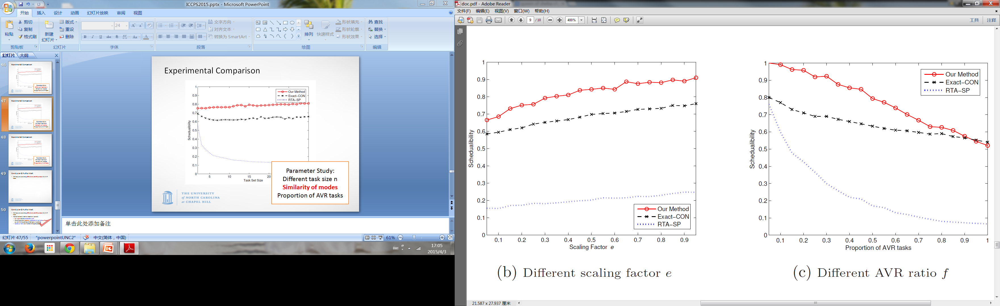 ICCPS2015.pptx - Microsoft PowerPoint
开始 插入 设计 动画 幻灯片放映 审阅 视图
粘贴
剪切
复制
格式刷
剪贴板
新建
幻灯片
版式
重设
删除
幻灯片
24
字体
文字方向
对齐文本
转换为 SmartArt
段落
排列
快速样式
形状填充
形状轮廓
形状效果
绘图
查找
替换
选择
编辑
幻灯片 大纲
46
47
48
49
50
Experimental Comparison
Our Method
Exact-CON
RTA-SP
1
0.9
0.8
0.7
0.6
0.5
0.4
0.3
0.2
0.1
0
Schedualibility
5 10 15 20
Task Set Size
Parameter Study:
Different task size n
Similarity of modes
Proportion of AVR tasks
THE UNIVERSITY
of NORTH CAROLINA
at CHAPEL HILL
单击此处添加备注
幻灯片 47/55 "powerpointUNC2" 中文(简体，中国) 61%
17:05
2015/4/3
doc.pdf - Adobe Reader
文件(F) 编辑(E) 视图(V) 窗口(W) 帮助(H)
9 / 10 400% 工具 注释
1
0.9
0.8
0.7
0.6
0.5
0.4
0.3
0.2
0.1
0
Schedualibility
Our Method
Exact-CON
RTA-SP
0.1 0.2 0.3 0.4 0.5 0.6 0.7 0.8 0.9
Scaling Factor e
(b) Different scaling factor e
1
0.9
0.8
0.7
0.6
0.5
0.4
0.3
0.2
0.1
0
Schedualibility
Our Method
Exact-CON
RTA-SP
0.1 0.2 0.3 0.4 0.5 0.6 0.7 0.8 0.9 1
Proportion of AVR tasks
(c) Different AVR ratio f
21.587 x 27.937 厘米